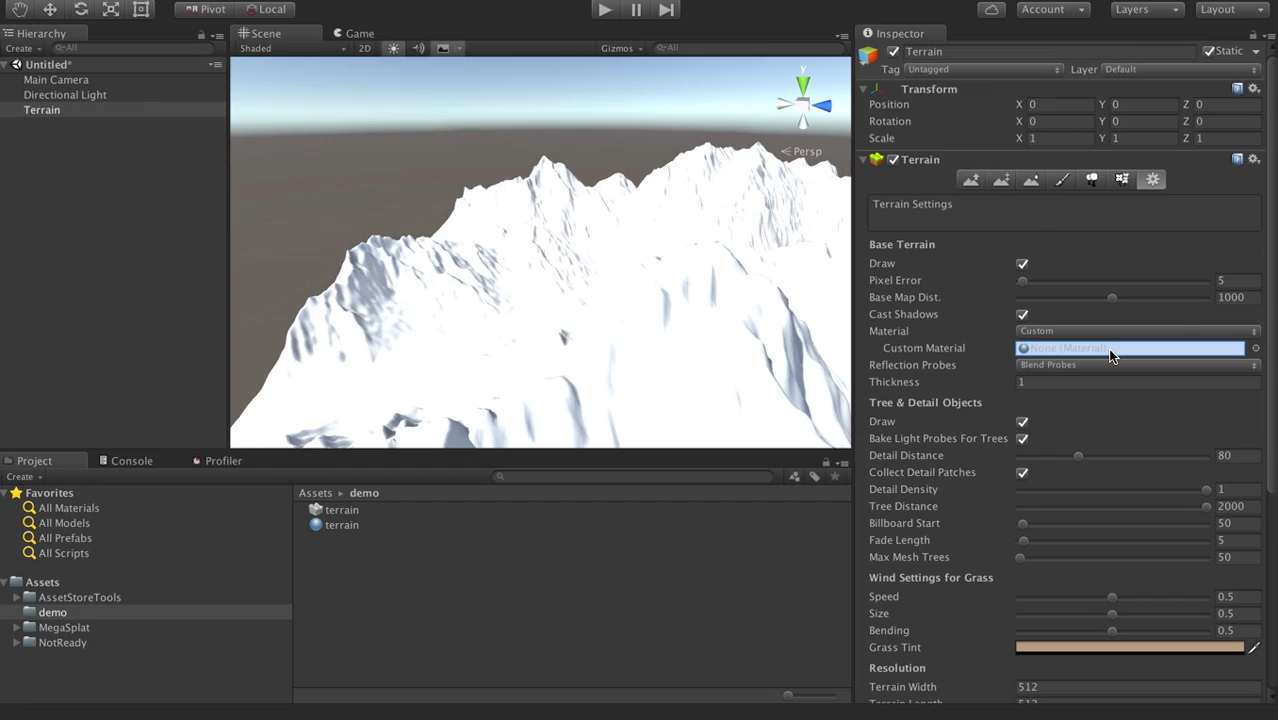 Pivot Local Account Layers Layout
Hierarchy
Create All
Untitled*
Main Camera
Directional Light
Terrain
Scene Game
Shaded 2D Gizmos All
y
Persp
Inspector
Terrain Static
Tag Untagged Layer Default
Transform
Position X 0 Y 0 Z 0
Rotation X 0 Y 0 Z 0
Scale X 1 Y 1 Z 1
Terrain
Terrain Settings
Base Terrain
Draw
Pixel Error 5
Base Map Dist. 1000
Cast Shadows
Material Custom
Custom Material None (Material)
Reflection Probes Blend Probes
Thickness 1
Tree & Detail Objects
Draw
Bake Light Probes For Trees
Detail Distance 80
Collect Detail Patches
Detail Density 1
Tree Distance 2000
Billboard Start 50
Fade Length 5
Max Mesh Trees 50
Wind Settings for Grass
Speed 0.5
Size 0.5
Bending 0.5
Grass Tint
Resolution
Terrain Width 512
Terrain Length 512
Project Console Profiler
Create
Favorites
All Materials
All Models
All Prefabs
All Scripts
Assets
AssetStoreTools
demo
MegaSplat
NotReady
Assets demo
terrain
terrain